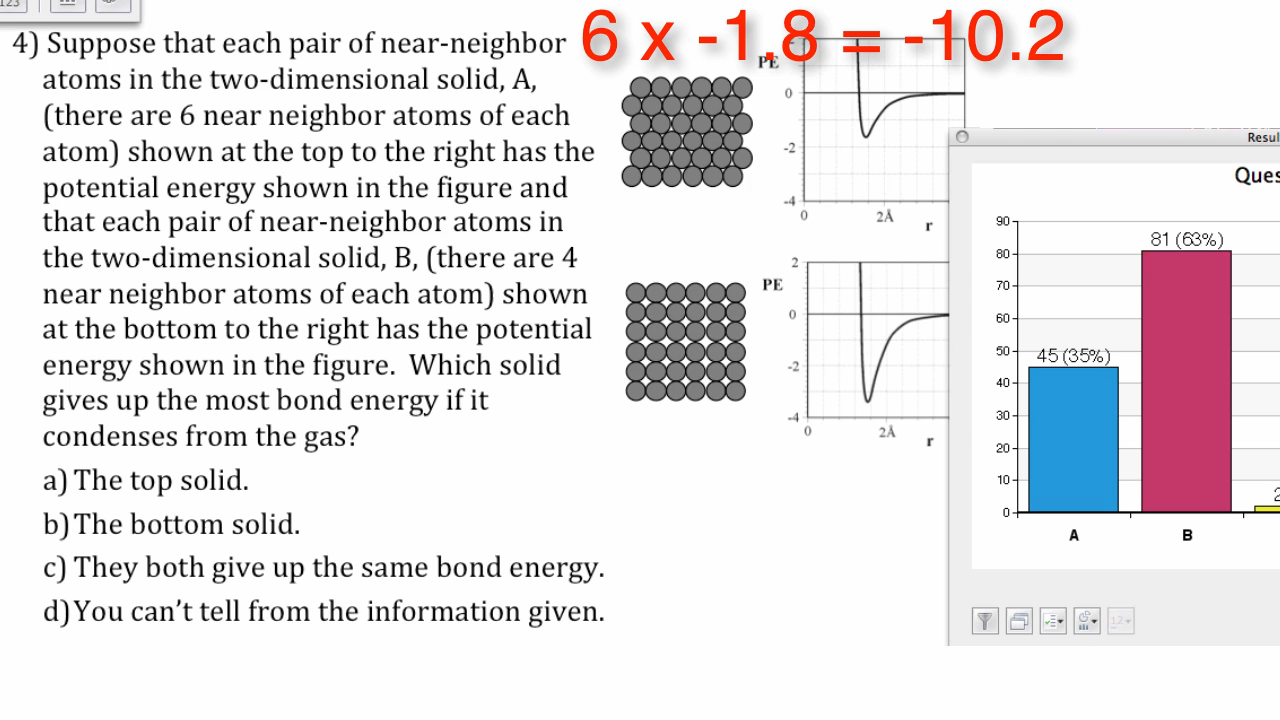 123
6 x -1.8 = -10.2
4) Suppose that each pair of near-neighbor
atoms in the two-dimensional solid, A,
(there are 6 near neighbor atoms of each
atom) shown at the top to the right has the
potential energy shown in the figure and
that each pair of near-neighbor atoms in
the two-dimensional solid, B, (there are 4
near neighbor atoms of each atom) shown
at the bottom to the right has the potential
energy shown in the figure. Which solid
gives up the most bond energy if it
condenses from the gas?
a) The top solid.
b) The bottom solid.
c) They both give up the same bond energy.
d) You can't tell from the information given.
PE
0
-2
-4
0
2Å
r
PE
2
0
-2
-4
0
2Å
r
Resul
Ques
90
80
70
60
50
40
30
20
10
0
45 (35%)
81 (63%)
2
A
B
12